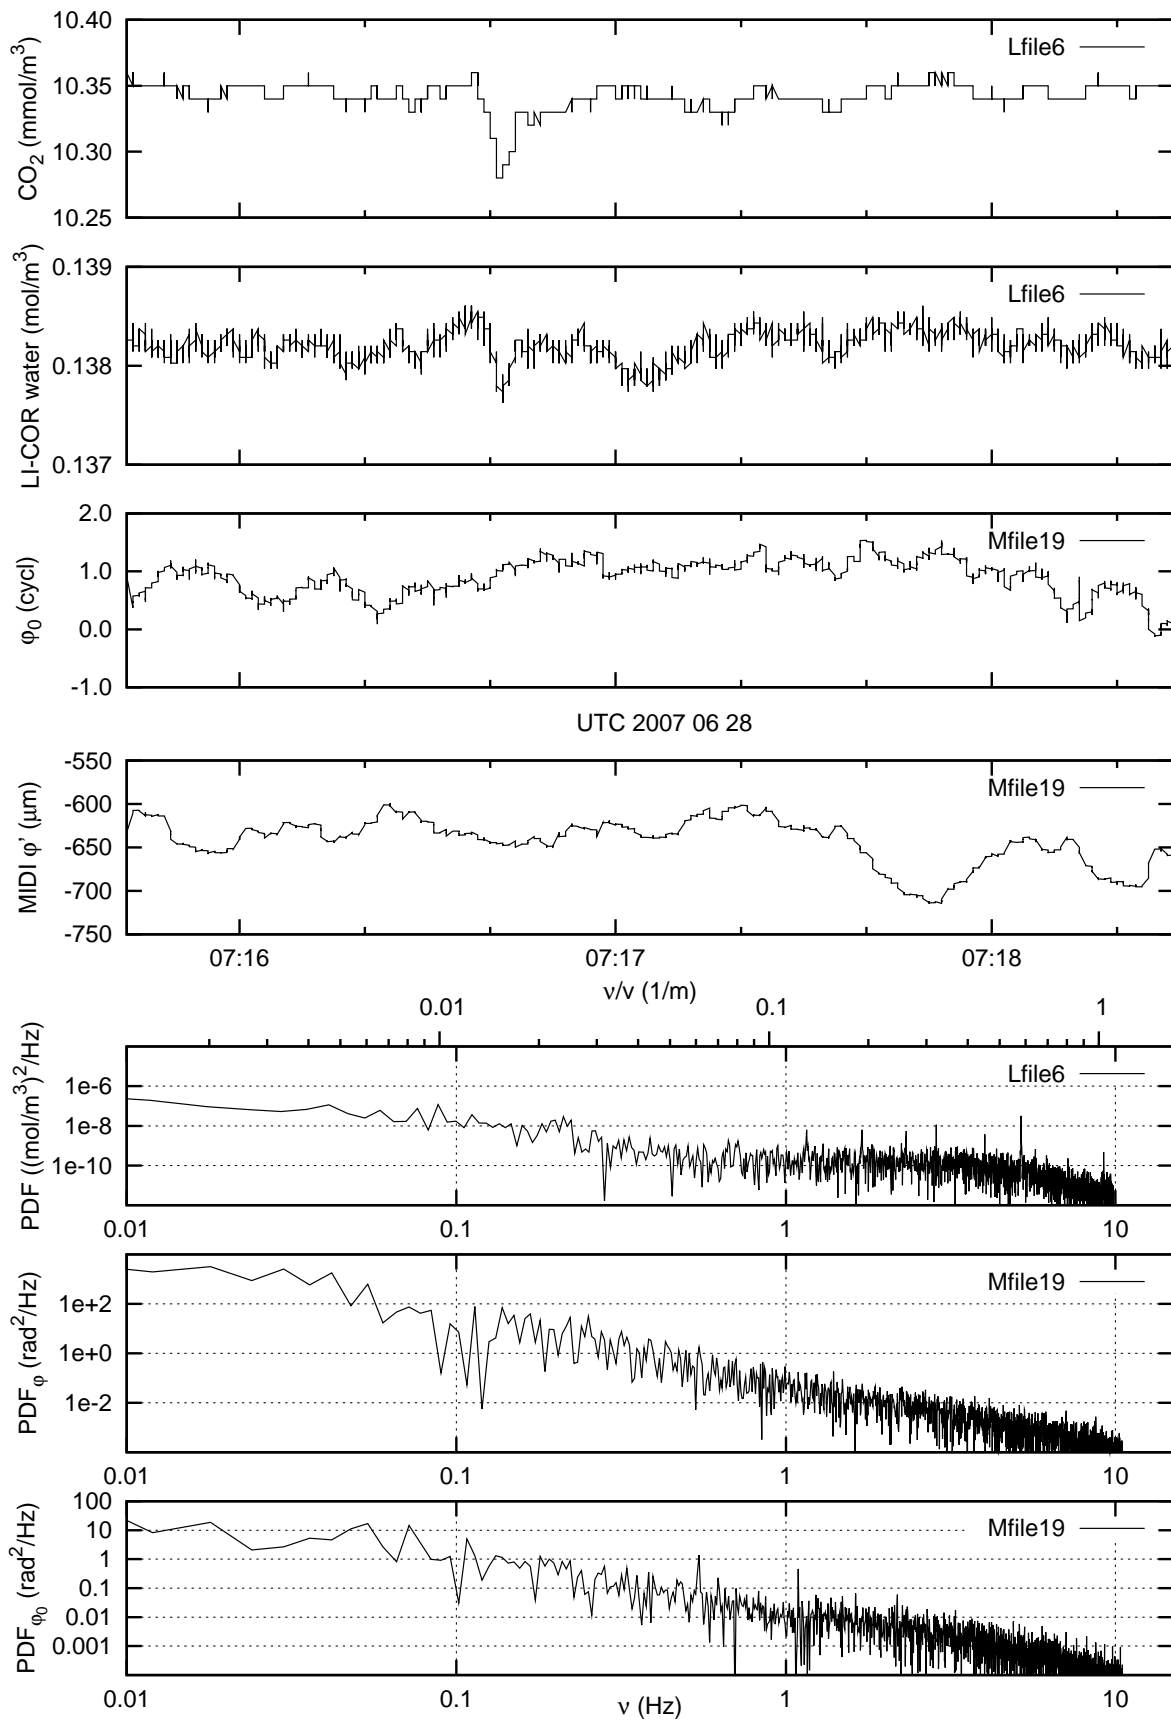 10.40
10.35
10.30
10.25
CO2 (mmol/m3)
Lfile6
0.139
0.138
0.137
LI-COR water (mol/m3)
Lfile6
2.0
1.0
0.0
-1.0
φ0 (cycl)
Mfile19
UTC 2007 06 28
-550
-600
-650
-700
-750
MIDI φ' (μm)
Mfile19
07:16 07:17 07:18
ν/v (1/m)
0.01 0.1 1
1e-6
1e-8
1e-10
PDF ((mol/m3)2/Hz)
Lfile6
0.01 0.1 1 10
1e+2
1e+0
1e-2
PDFφ (rad2/Hz)
Mfile19
0.01 0.1 1 10
100
10
1
0.1
0.01
0.001
PDFφ0 (rad2/Hz)
Mfile19
0.01 0.1 1 10
ν (Hz)